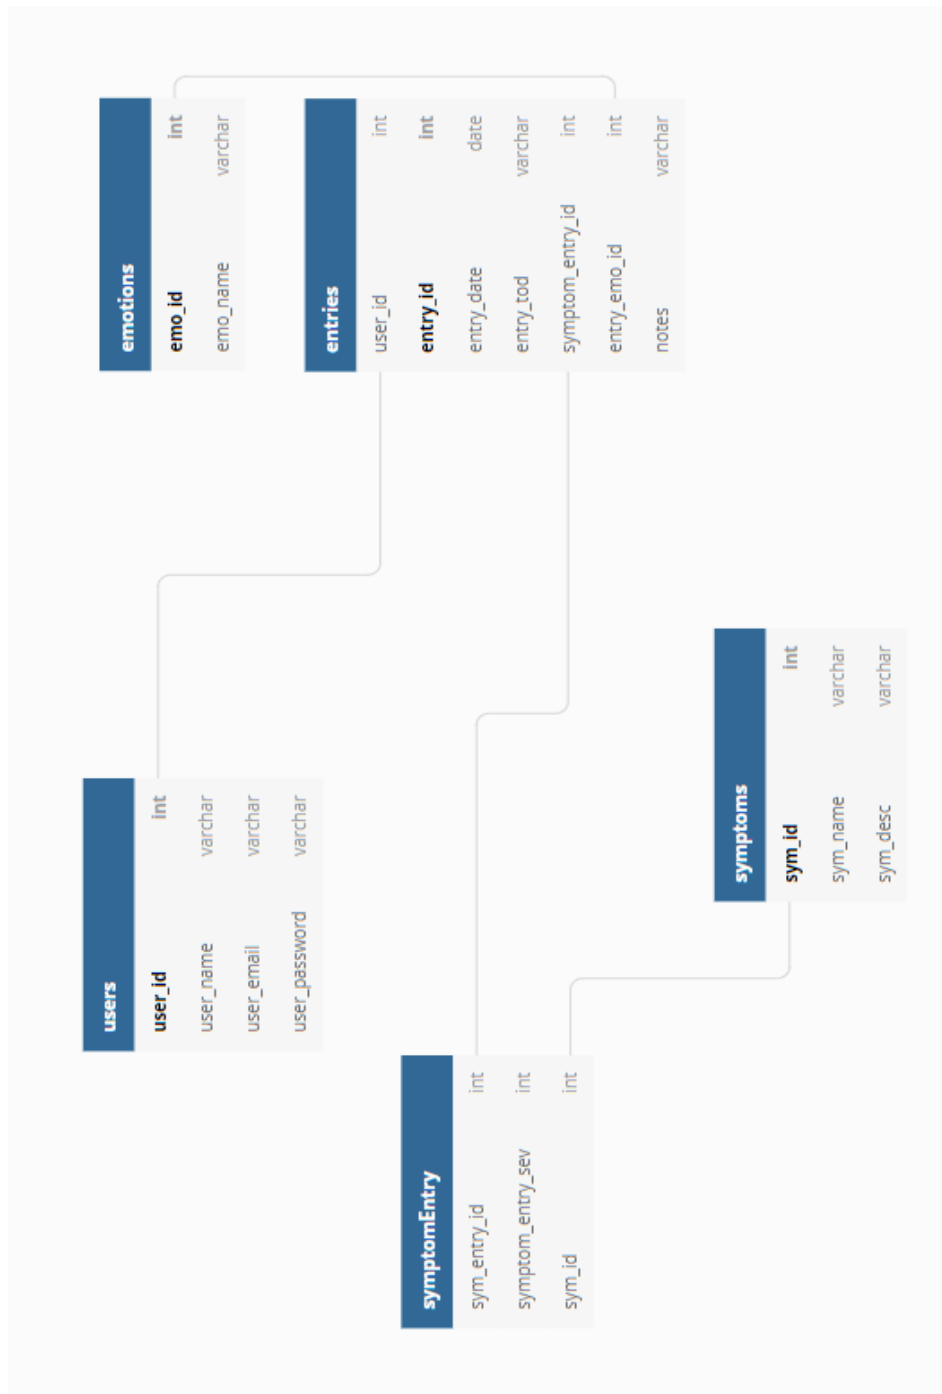 users
user_id int
user_name varchar
user_email varchar
user_password varchar
emotions
emo_id int
emo_name varchar
entries
user_id int
entry_id int
entry_date date
entry_tod varchar
symptom_entry_id int
entry_emo_id int
notes varchar
symptomEntry
sym_entry_id int
symptom_entry_sev int
sym_id int
symptoms
sym_id int
sym_name varchar
sym_desc varchar